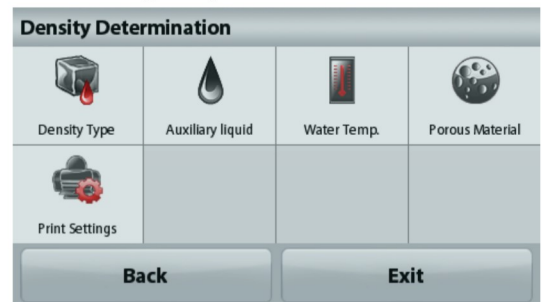 Density Determination
Density Type
Auxiliary liquid
Water Temp.
Porous Material
Print Settings
Back
Exit